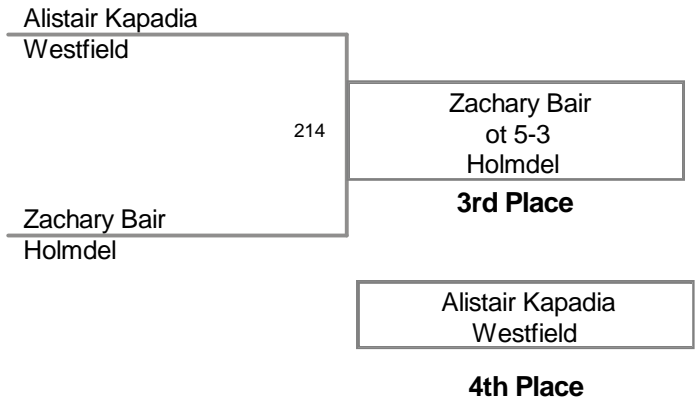 Alistair Kapadia
Westfield
214
Zachary Bair
ot 5-3
Holmdel
3rd Place
Zachary Bair
Holmdel
Alistair Kapadia
Westfield
4th Place